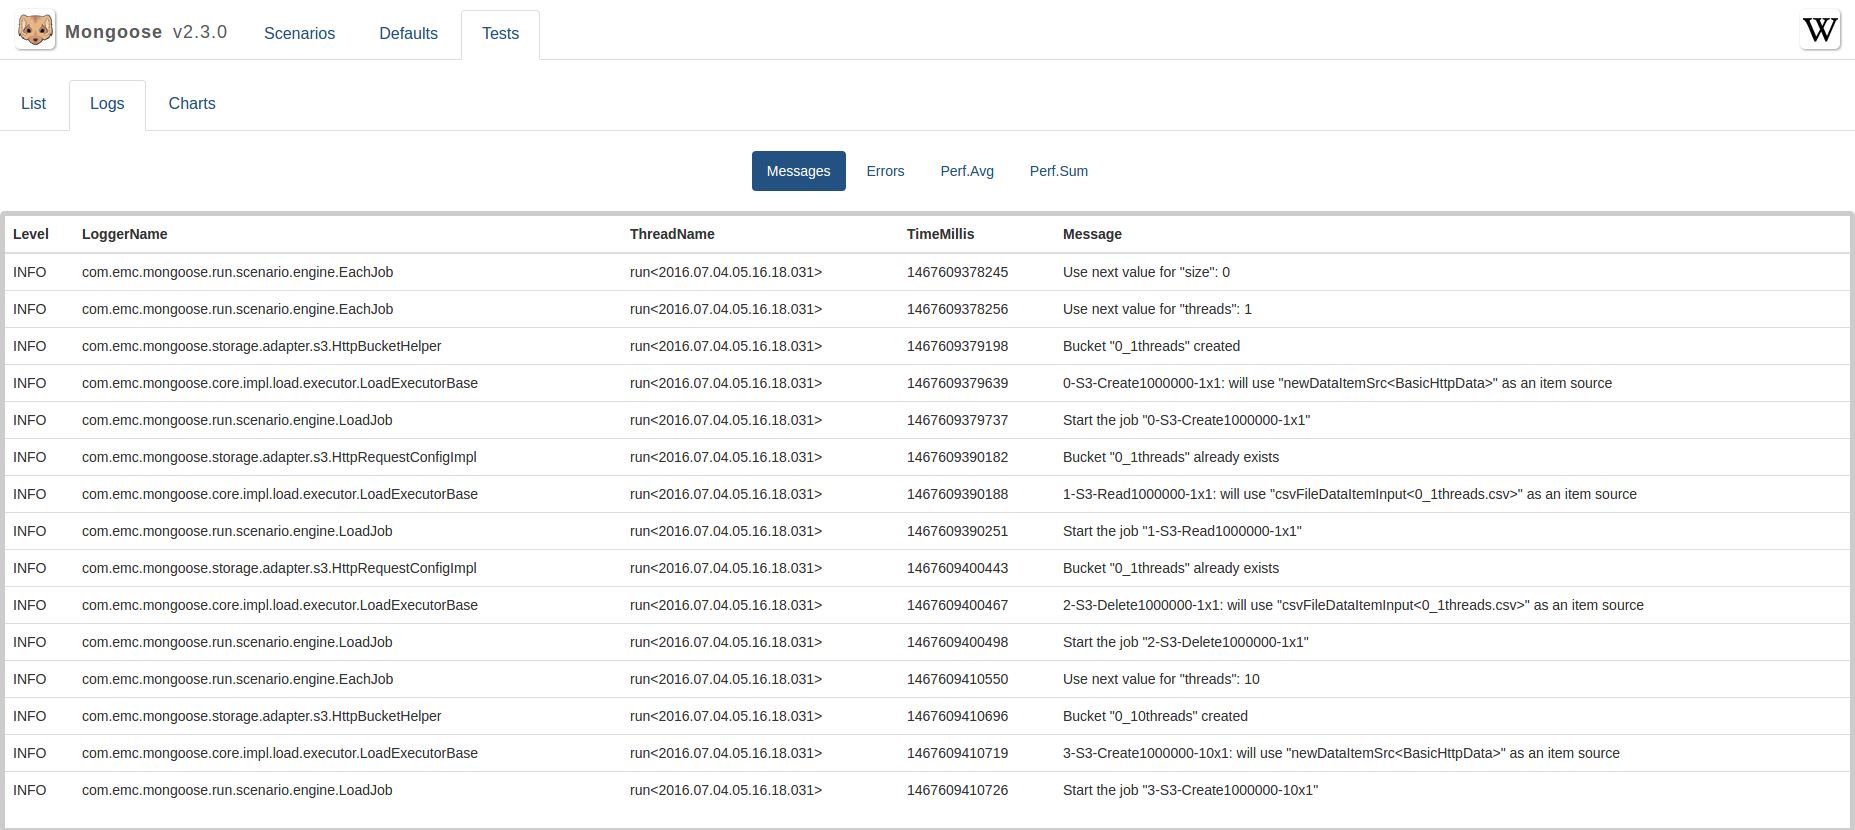 Mongoose v2.3.0 Scenarios Defaults Tests W
List Logs Charts
Messages Errors Perf.Avg Perf.Sum
Level LoggerName ThreadName TimeMillis Message
INFO com.emc.mongoose.run.scenario.engine.EachJob run<2016.07.04.05.16.18.031> 1467609378245 Use next value for "size": 0
INFO com.emc.mongoose.run.scenario.engine.EachJob run<2016.07.04.05.16.18.031> 1467609378256 Use next value for "threads": 1
INFO com.emc.mongoose.storage.adapter.s3.HttpBucketHelper run<2016.07.04.05.16.18.031> 1467609379198 Bucket "0_1threads" created
INFO com.emc.mongoose.core.impl.load.executor.LoadExecutorBase run<2016.07.04.05.16.18.031> 1467609379639 0-S3-Create1000000-1x1: will use "newDataItemSrc<BasicHttpData>" as an item source
INFO com.emc.mongoose.run.scenario.engine.LoadJob run<2016.07.04.05.16.18.031> 1467609379737 Start the job "0-S3-Create1000000-1x1"
INFO com.emc.mongoose.storage.adapter.s3.HttpRequestConfigImpl run<2016.07.04.05.16.18.031> 1467609390182 Bucket "0_1threads" already exists
INFO com.emc.mongoose.core.impl.load.executor.LoadExecutorBase run<2016.07.04.05.16.18.031> 1467609390188 1-S3-Read1000000-1x1: will use "csvFileDataItemInput<0_1threads.csv>" as an item source
INFO com.emc.mongoose.run.scenario.engine.LoadJob run<2016.07.04.05.16.18.031> 1467609390251 Start the job "1-S3-Read1000000-1x1"
INFO com.emc.mongoose.storage.adapter.s3.HttpRequestConfigImpl run<2016.07.04.05.16.18.031> 1467609400443 Bucket "0_1threads" already exists
INFO com.emc.mongoose.core.impl.load.executor.LoadExecutorBase run<2016.07.04.05.16.18.031> 1467609400467 2-S3-Delete1000000-1x1: will use "csvFileDataItemInput<0_1threads.csv>" as an item source
INFO com.emc.mongoose.run.scenario.engine.LoadJob run<2016.07.04.05.16.18.031> 1467609400498 Start the job "2-S3-Delete1000000-1x1"
INFO com.emc.mongoose.run.scenario.engine.EachJob run<2016.07.04.05.16.18.031> 1467609410550 Use next value for "threads": 10
INFO com.emc.mongoose.storage.adapter.s3.HttpBucketHelper run<2016.07.04.05.16.18.031> 1467609410696 Bucket "0_10threads" created
INFO com.emc.mongoose.core.impl.load.executor.LoadExecutorBase run<2016.07.04.05.16.18.031> 1467609410719 3-S3-Create1000000-10x1: will use "newDataItemSrc<BasicHttpData>" as an item source
INFO com.emc.mongoose.run.scenario.engine.LoadJob run<2016.07.04.05.16.18.031> 1467609410726 Start the job "3-S3-Create1000000-10x1"